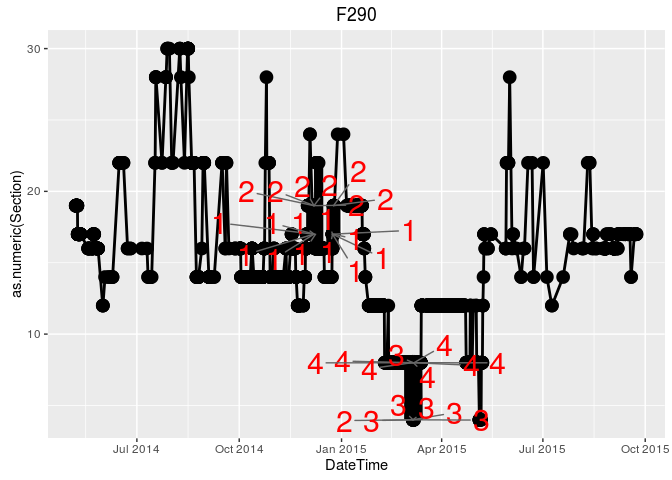 F290
30
20
10
as.numeric(Section)
2 2 2 2 2 2
1 1 1 1 1
1 1 1 1 1 1
4 4 4 3 4 4 4
4
2 3 3 3 3 3
Jul 2014 Oct 2014 Jan 2015 Apr 2015 Jul 2015 Oct 2015
DateTime